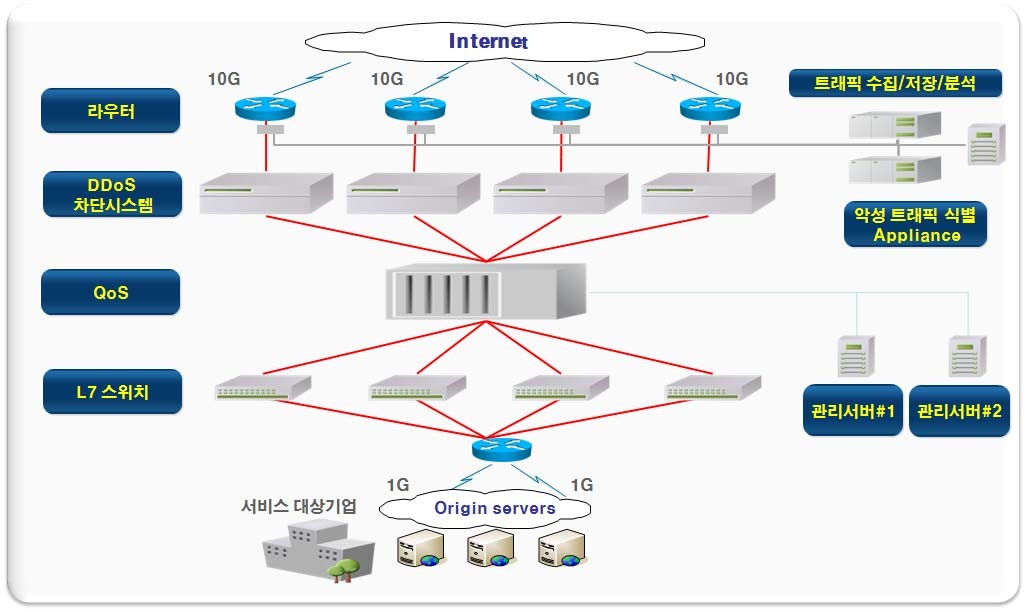 Internet
10G
10G
10G
10G
트래픽 수집/저장/분석
라우터
DDoS
차단시스템
악성 트래픽 식별
Appliance
QoS
L7 스위치
관리서버#1
관리서버#2
1G
1G
서비스 대상기업
Origin servers